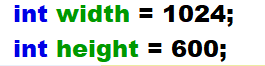 int width = 1024;
int height = 600;